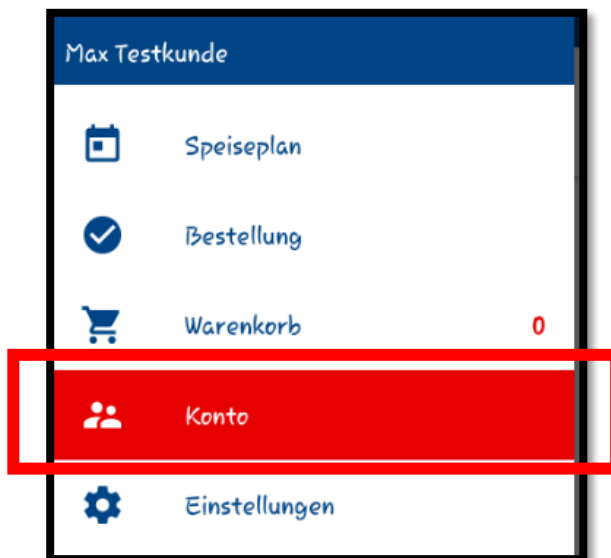 Max Testkunde
Speiseplan
Bestellung
Warenkorb 0
Konto
Einstellungen